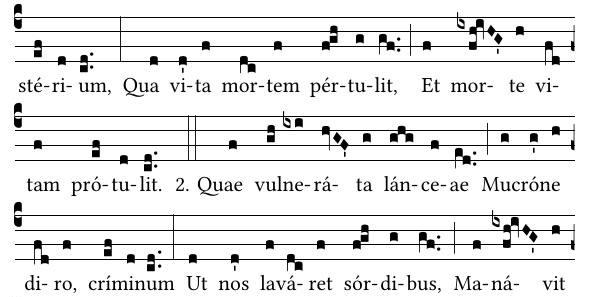 sté-ri-um, Qua vi-ta mor-tem pér-tu-lit, Et mor-te vi-
tam pró-tu-lit. 2. Quae vulne-rá-ta lán-ce-ae Mucróne
di-ro, crímínum Ut nos lavá-ret sór-di-bus, Ma-ná-vit